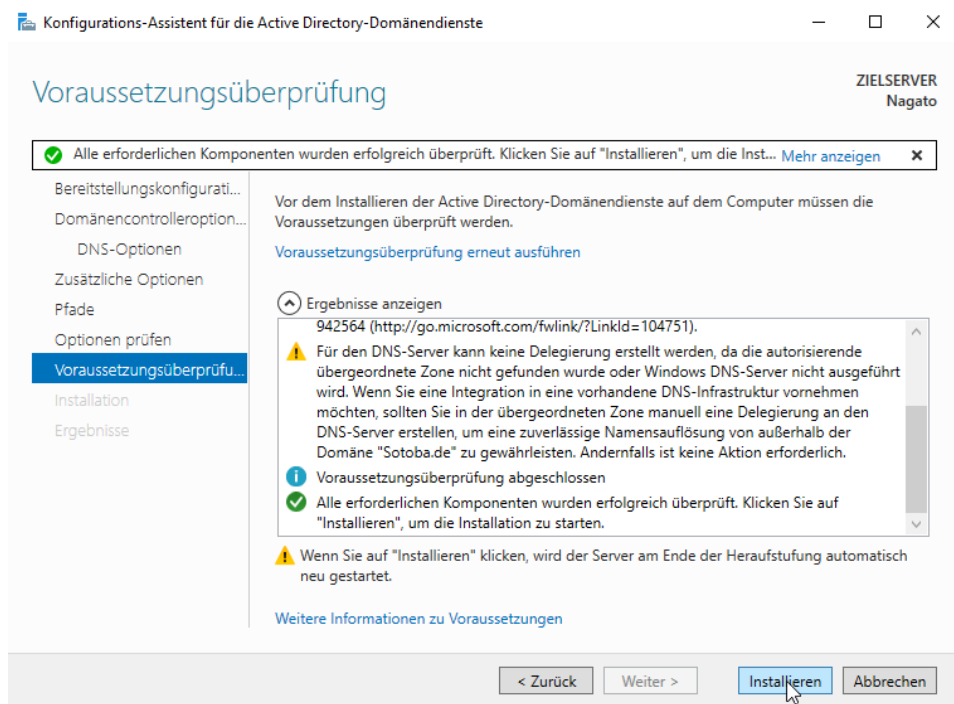 Konfigurations-Assistent für die Active Directory-Domänendienste
Voraussetzungsüberprüfung
ZIELSERVER
Nagato
Alle erforderlichen Komponenten wurden erfolgreich überprüft. Klicken Sie auf "Installieren", um die Inst... Mehr anzeigen
Bereitstellungskonfigurati...
Domänencontrolleroption...
DNS-Optionen
Zusätzliche Optionen
Pfade
Optionen prüfen
Voraussetzungsüberprüfu...
Installation
Ergebnisse
Vor dem Installieren der Active Directory-Domänendienste auf dem Computer müssen die
Voraussetzungen überprüft werden.
Voraussetzungsüberprüfung erneut ausführen
Ergebnisse anzeigen
942564 (http://go.microsoft.com/fwlink/?LinkId=104751).
Für den DNS-Server kann keine Delegierung erstellt werden, da die autorisierende
übergeordnete Zone nicht gefunden wurde oder Windows DNS-Server nicht ausgeführt
wird. Wenn Sie eine Integration in eine vorhandene DNS-Infrastruktur vornehmen
möchten, sollten Sie in der übergeordneten Zone manuell eine Delegierung an den
DNS-Server erstellen, um eine zuverlässige Namensauflösung von außerhalb der
Domäne "Sotoba.de" zu gewährleisten. Andernfalls ist keine Aktion erforderlich.
Voraussetzungsüberprüfung abgeschlossen
Alle erforderlichen Komponenten wurden erfolgreich überprüft. Klicken Sie auf
"Installieren", um die Installation zu starten.
Wenn Sie auf "Installieren" klicken, wird der Server am Ende der Heraufstufung automatisch
neu gestartet.
Weitere Informationen zu Voraussetzungen
< Zurück
Weiter >
Installieren
Abbrechen